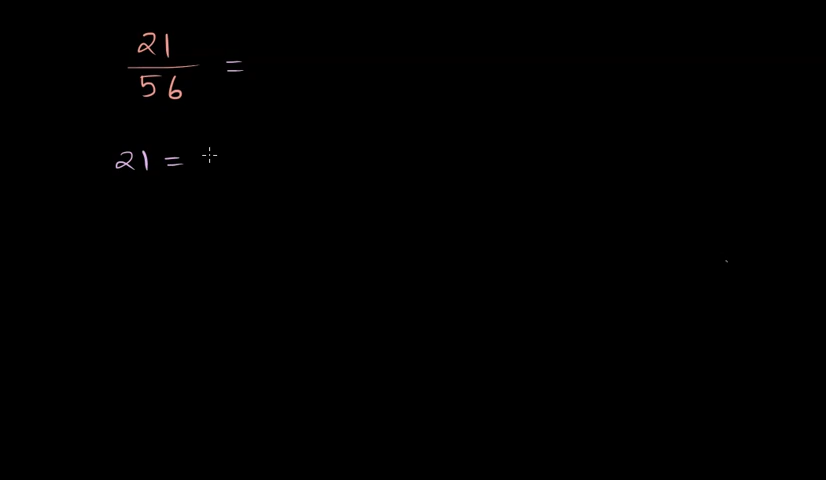 21
56 =
21 =